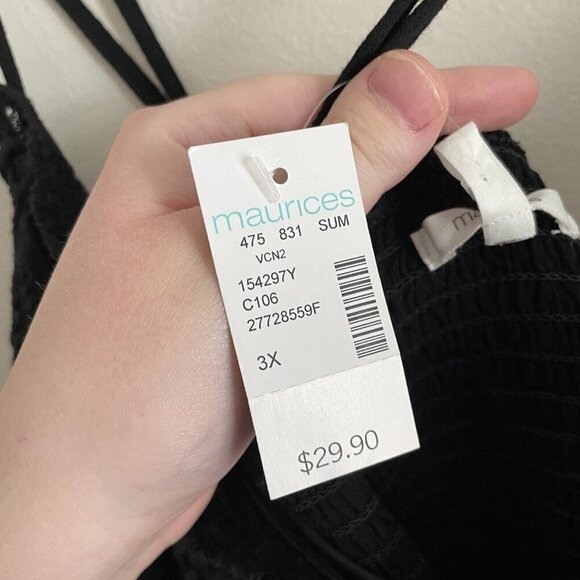 maurices
475 831 SUM
VCN2
154297Y
C106
27728559F
3X
$29.90